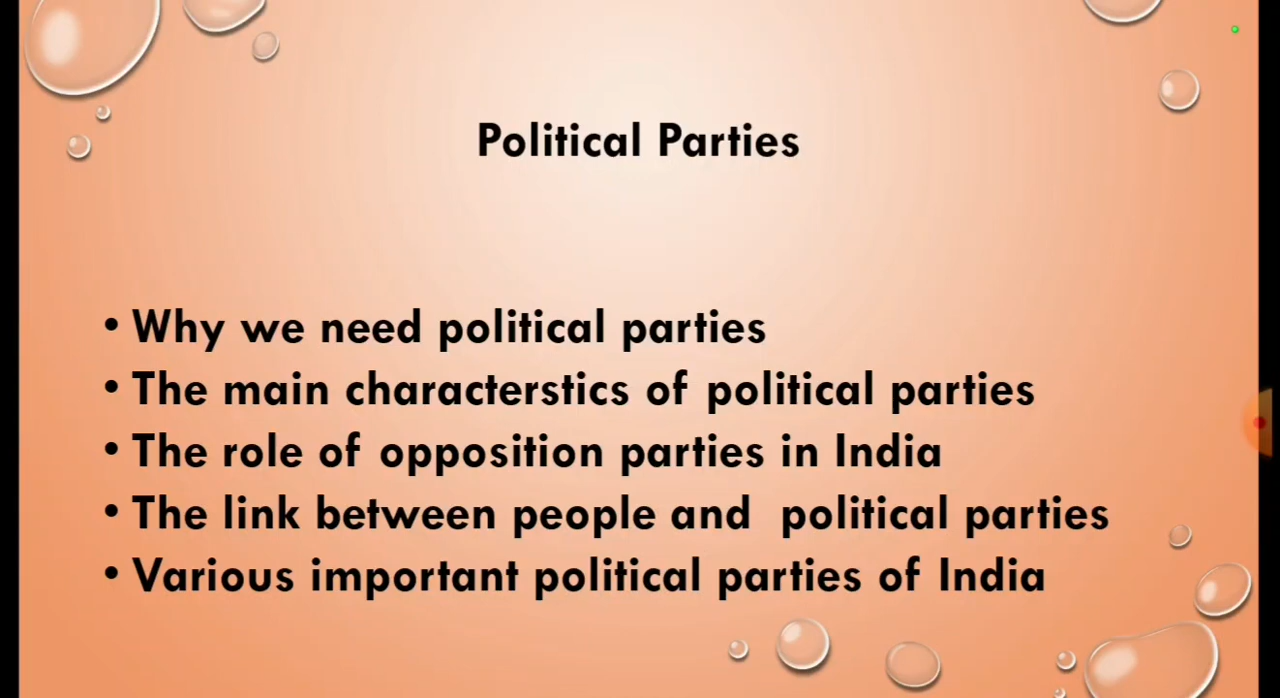 Political Parties
• Why we need political parties
• The main characterstics of political parties
• The role of opposition parties in India
• The link between people and  political parties
• Various important political parties of India